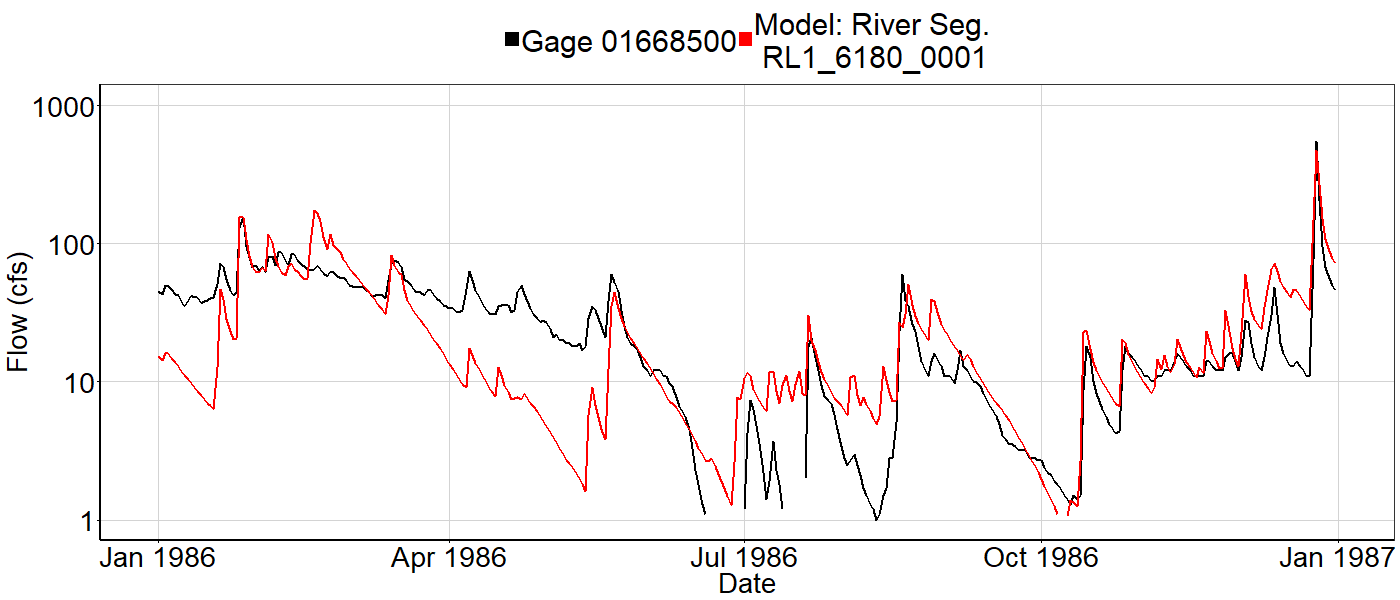 Gage 01668500
Model: River Seg.
RL1_6180_0001
Flow (cfs)
1000
100
10
1
Jan 1986
Apr 1986
Jul 1986
Oct 1986
Jan 1987
Date